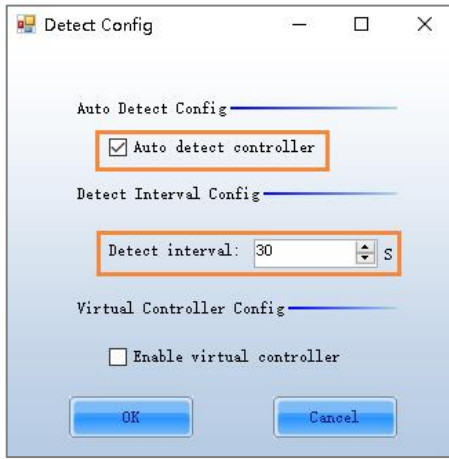 Detect Config
Auto Detect Config
Auto detect controller
Detect Interval Config
Detect interval: 30 S
Virtual Controller Config
Enable virtual controller
OK Cancel